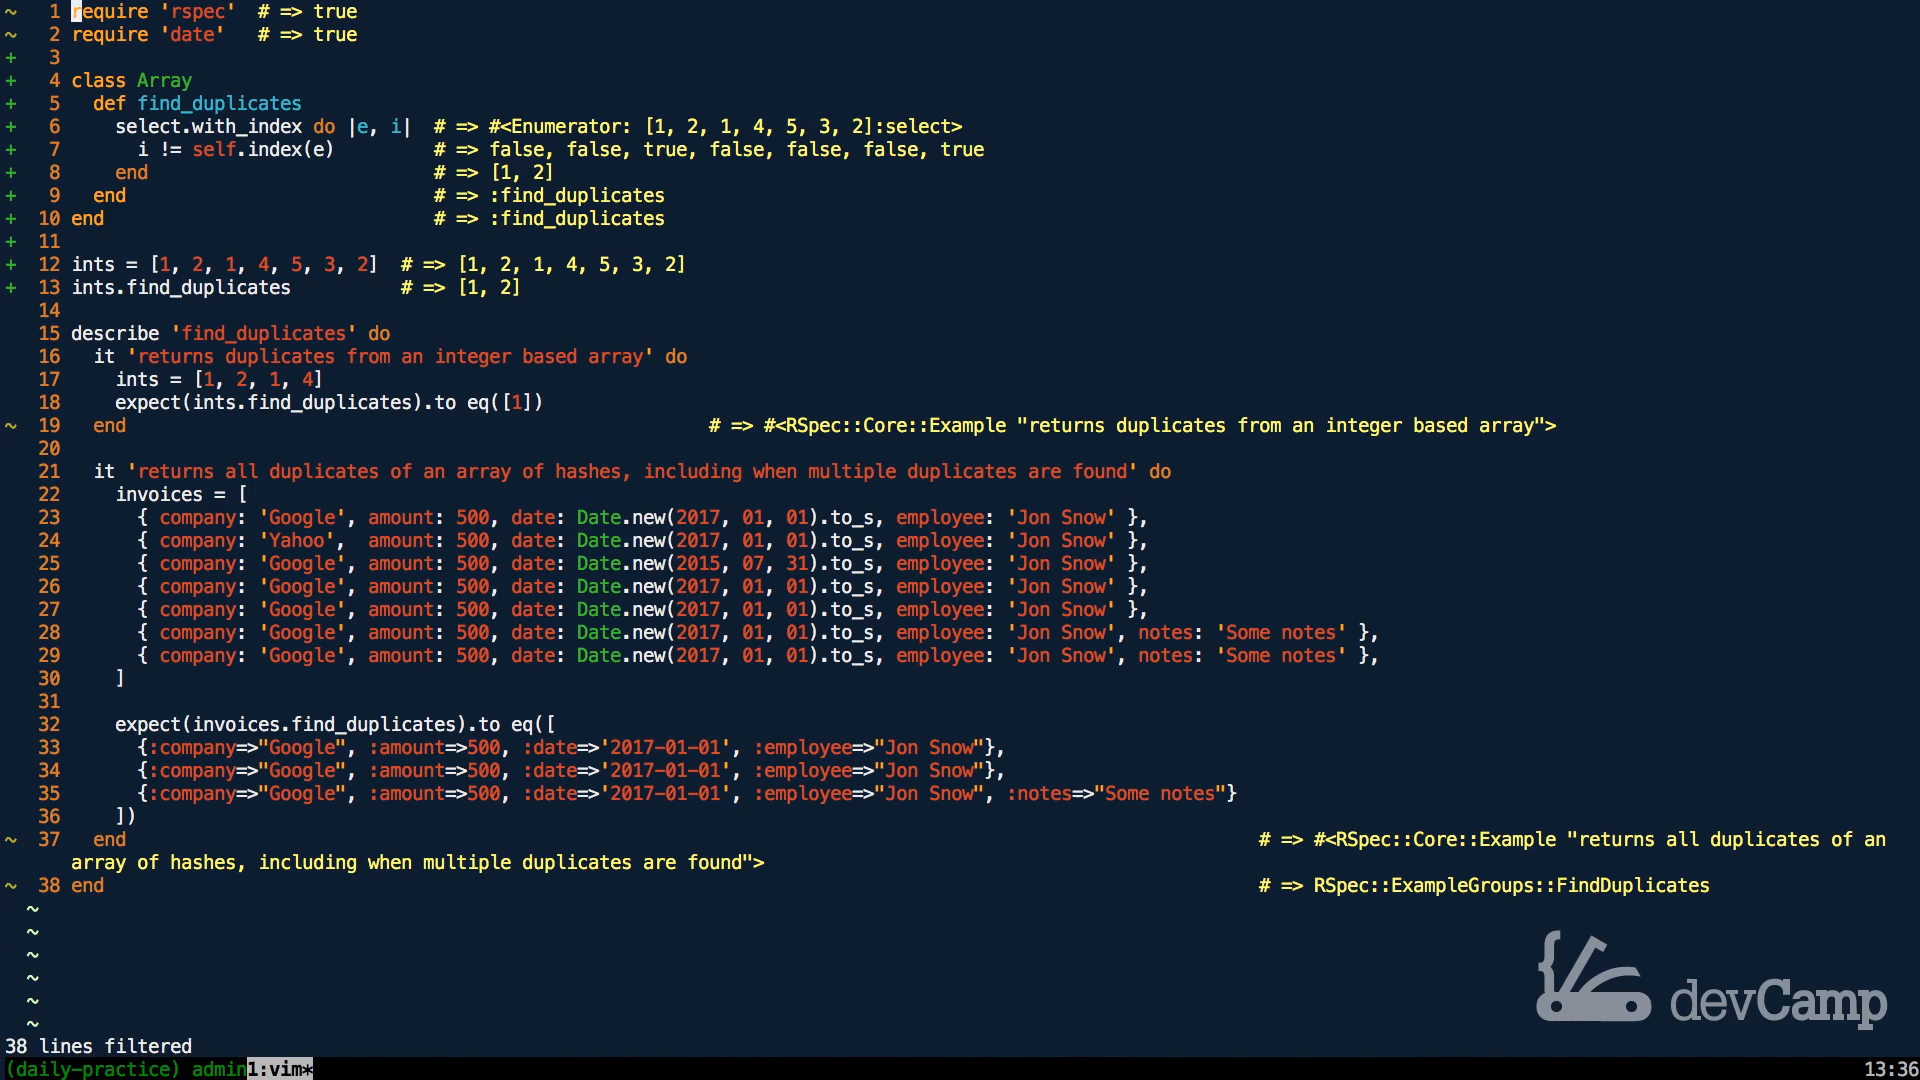 ~   1 require 'rspec'  # => true
~   2 require 'date'   # => true
+   3
+   4 class Array
+   5   def find_duplicates
+   6     select.with_index do |e, i|  # => #<Enumerator: [1, 2, 1, 4, 5, 3, 2]:select>
+   7       i != self.index(e)         # => false, false, true, false, false, false, true
+   8     end                          # => [1, 2]
+   9   end                            # => :find_duplicates
+  10 end                              # => :find_duplicates
+  11
+  12 ints = [1, 2, 1, 4, 5, 3, 2]  # => [1, 2, 1, 4, 5, 3, 2]
+  13 ints.find_duplicates          # => [1, 2]
   14
   15 describe 'find_duplicates' do
   16   it 'returns duplicates from an integer based array' do
   17     ints = [1, 2, 1, 4]
   18     expect(ints.find_duplicates).to eq([1])
~  19   end                                                     # => #<RSpec::Core::Example "returns duplicates from an integer based array">
   20
   21   it 'returns all duplicates of an array of hashes, including when multiple duplicates are found' do
   22     invoices = [
   23       { company: 'Google', amount: 500, date: Date.new(2017, 01, 01).to_s, employee: 'Jon Snow' },
   24       { company: 'Yahoo',  amount: 500, date: Date.new(2017, 01, 01).to_s, employee: 'Jon Snow' },
   25       { company: 'Google', amount: 500, date: Date.new(2015, 07, 31).to_s, employee: 'Jon Snow' },
   26       { company: 'Google', amount: 500, date: Date.new(2017, 01, 01).to_s, employee: 'Jon Snow' },
   27       { company: 'Google', amount: 500, date: Date.new(2017, 01, 01).to_s, employee: 'Jon Snow' },
   28       { company: 'Google', amount: 500, date: Date.new(2017, 01, 01).to_s, employee: 'Jon Snow', notes: 'Some notes' },
   29       { company: 'Google', amount: 500, date: Date.new(2017, 01, 01).to_s, employee: 'Jon Snow', notes: 'Some notes' },
   30     ]
   31
   32     expect(invoices.find_duplicates).to eq([
   33       {:company=>"Google", :amount=>500, :date=>'2017-01-01', :employee=>"Jon Snow"},
   34       {:company=>"Google", :amount=>500, :date=>'2017-01-01', :employee=>"Jon Snow"},
   35       {:company=>"Google", :amount=>500, :date=>'2017-01-01', :employee=>"Jon Snow", :notes=>"Some notes"}
   36     ])
~  37   end                                                                                                       # => #<RSpec::Core::Example "returns all duplicates of an
      array of hashes, including when multiple duplicates are found">
~  38 end                                                                                                         # => RSpec::ExampleGroups::FindDuplicates
  ~
  ~
  ~
  ~
  ~
  ~
devCamp
38 lines filtered
(daily-practice) admin1:vim* 13:36